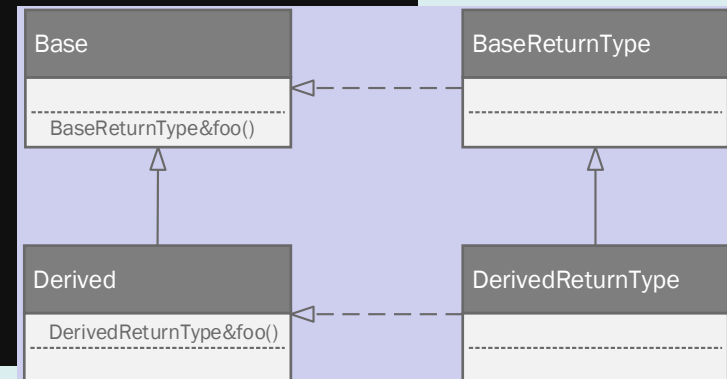 Base
BaseReturnType
BaseReturnType&foo()
Derived
DerivedReturnType
DerivedReturnType&foo()